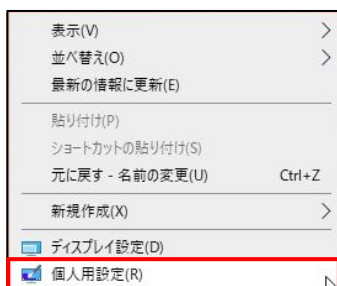 表示(V)
並べ替え(O)
最新の情報に更新(E)
貼り付け(P)
ショートカットの貼り付け(S)
元に戻す - 名前の変更(U) Ctrl+Z
新規作成(X)
ディスプレイ設定(D)
個人用設定(R)